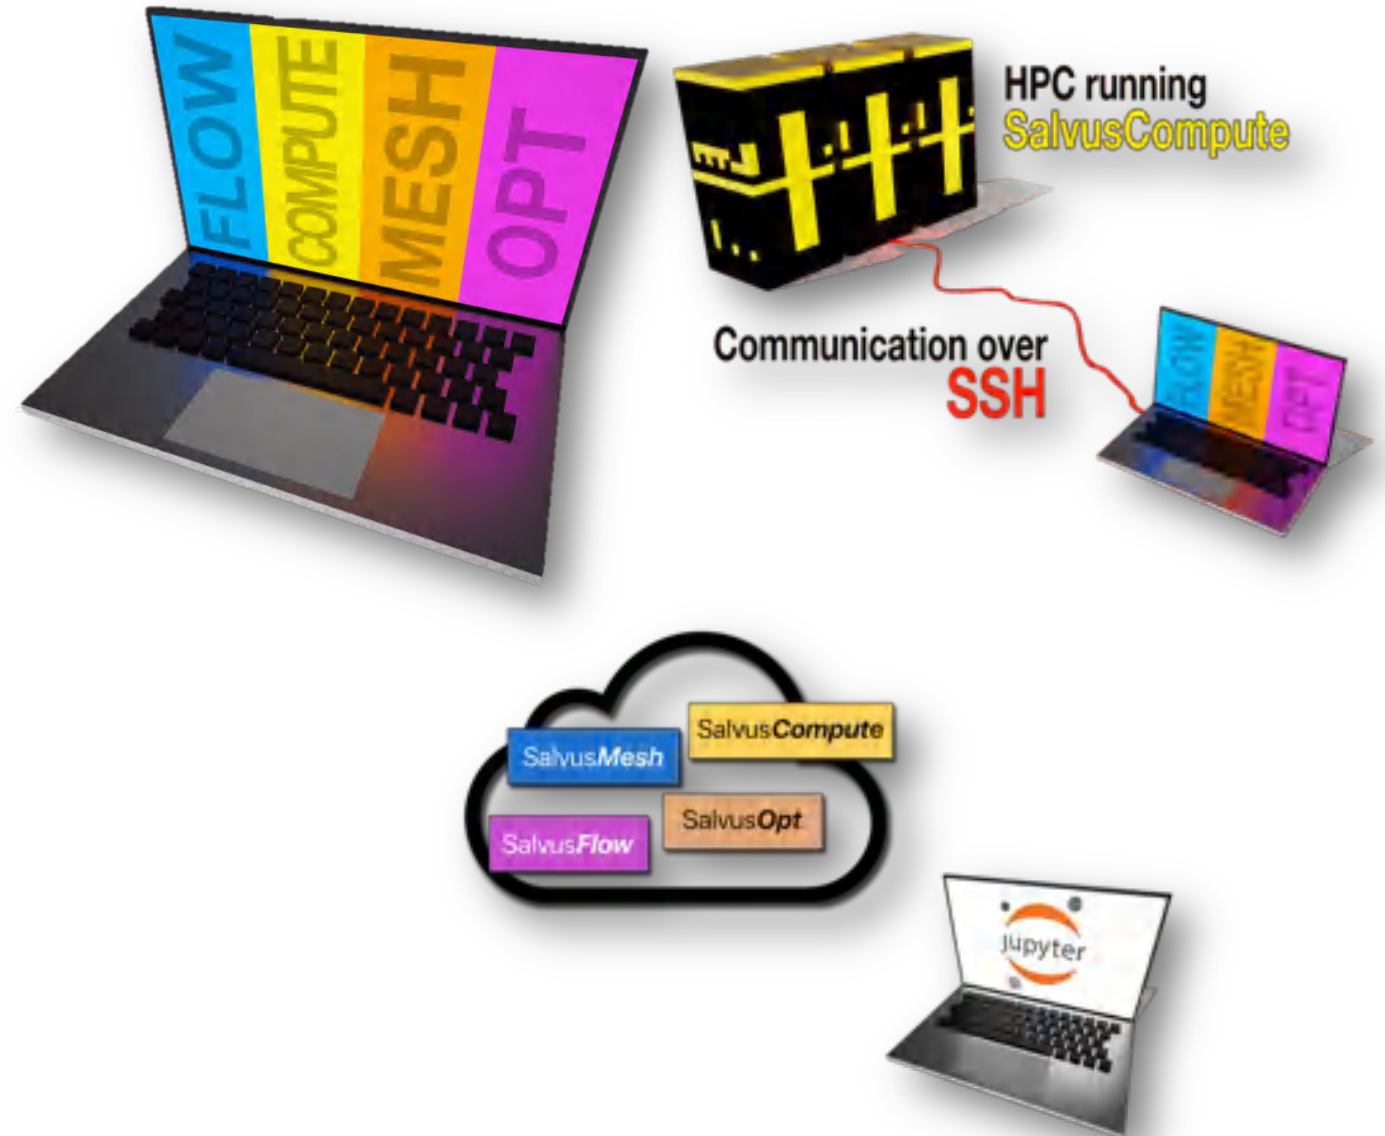 FLOW
COMPUTE
MESH
OPT
HPC running
SalvusCompute
Communication over
SSH
FLOW
MESH
OPT
SalvusMesh
SalvusCompute
SalvusFlow
SalvusOpt
jupyter